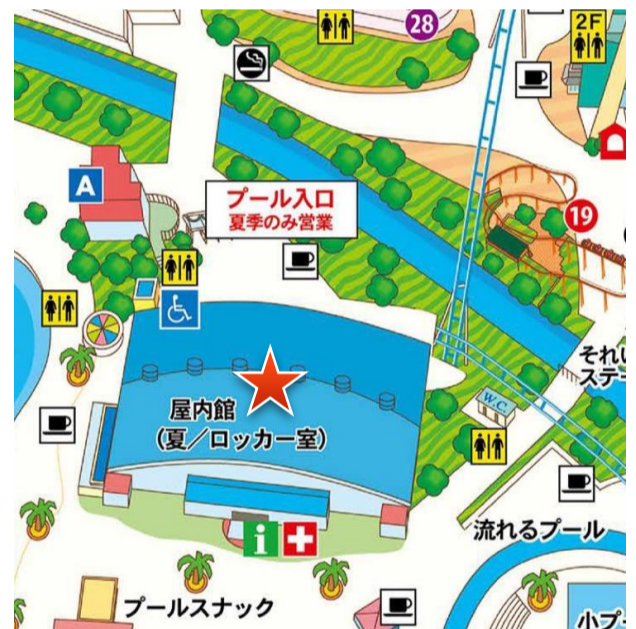 28
2F
A
プール入口
夏季のみ営業
19
それい
ステー
屋内館
(夏/ロッカー室)
W.C.
i
流れるプール
プールスナック
小プー